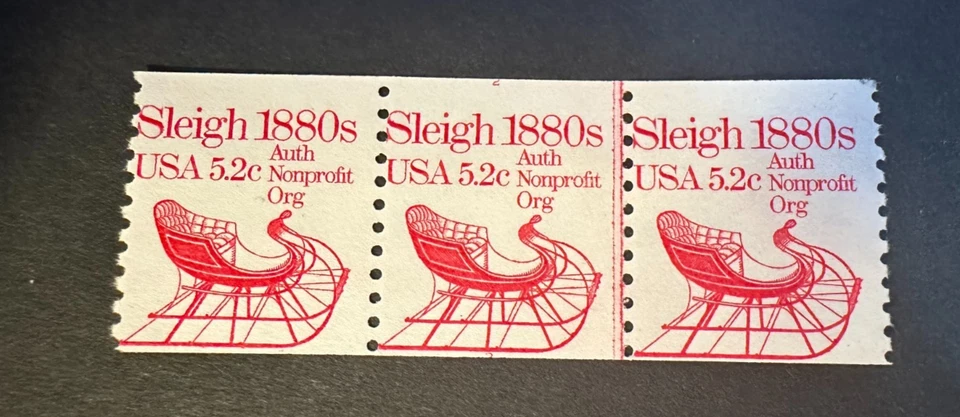 Sleigh 1880s
USA 5.2c Auth
Nonprofit
Org
2
Sleigh 1880s
USA 5.2c Auth
Nonprofit
Org
Sleigh 1880s
USA 5.2c Auth
Nonprofit
Org